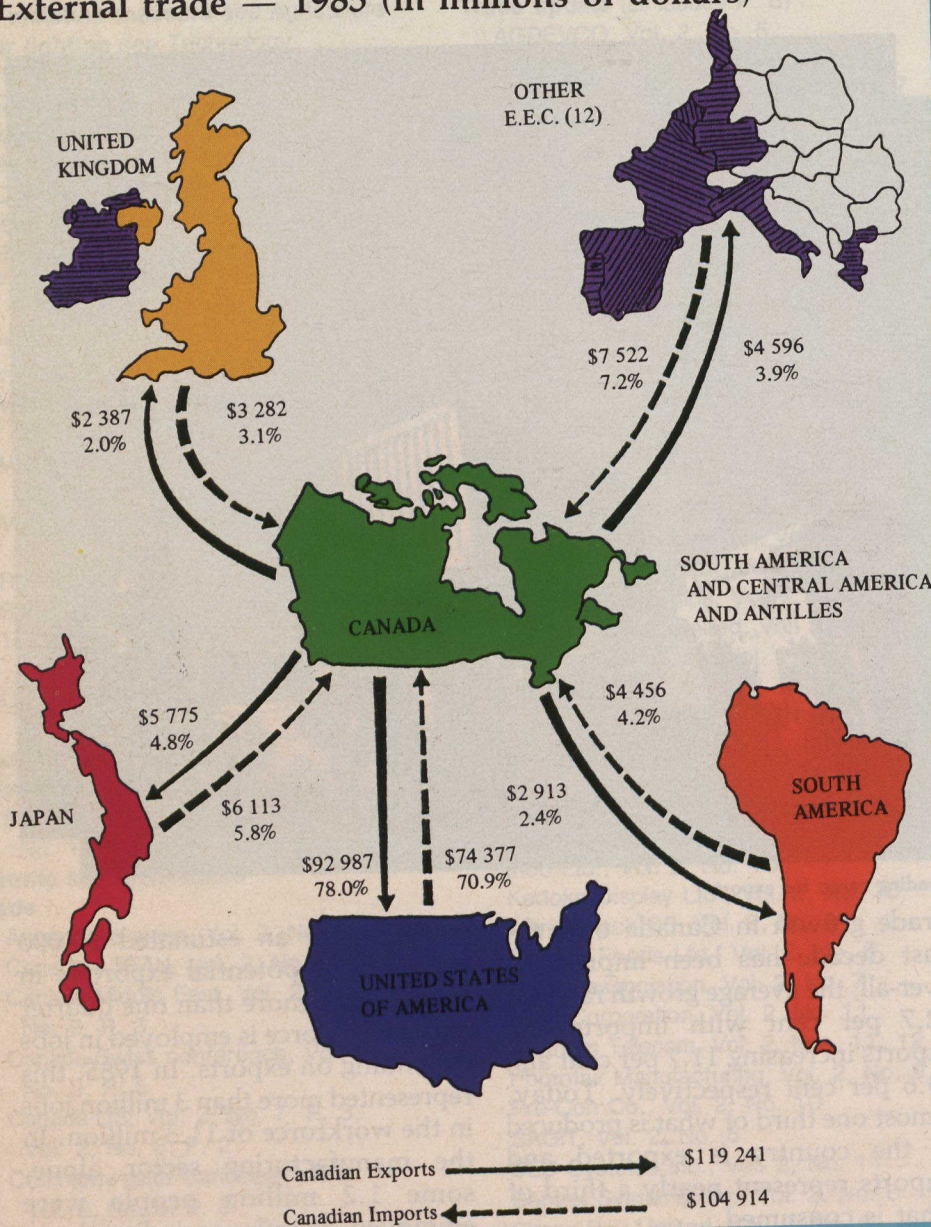 External trade — 1985 (in millions of dollars)
UNITED
KINGDOM
OTHER
E.E.C. (12)
$7 522
7.2%
$4 596
3.9%
$2 387
2.0%
$3 282
3.1%
SOUTH AMERICA
AND CENTRAL AMERICA
AND ANTILLES
CANADA
$5 775
4.8%
$4 456
4.2%
JAPAN
$6 113
5.8%
$2 913
2.4%
SOUTH
AMERICA
$92 987
78.0%
$74 377
70.9%
UNITED STATES
OF AMERICA
Canadian Exports $119 241
Canadian Imports $104 914